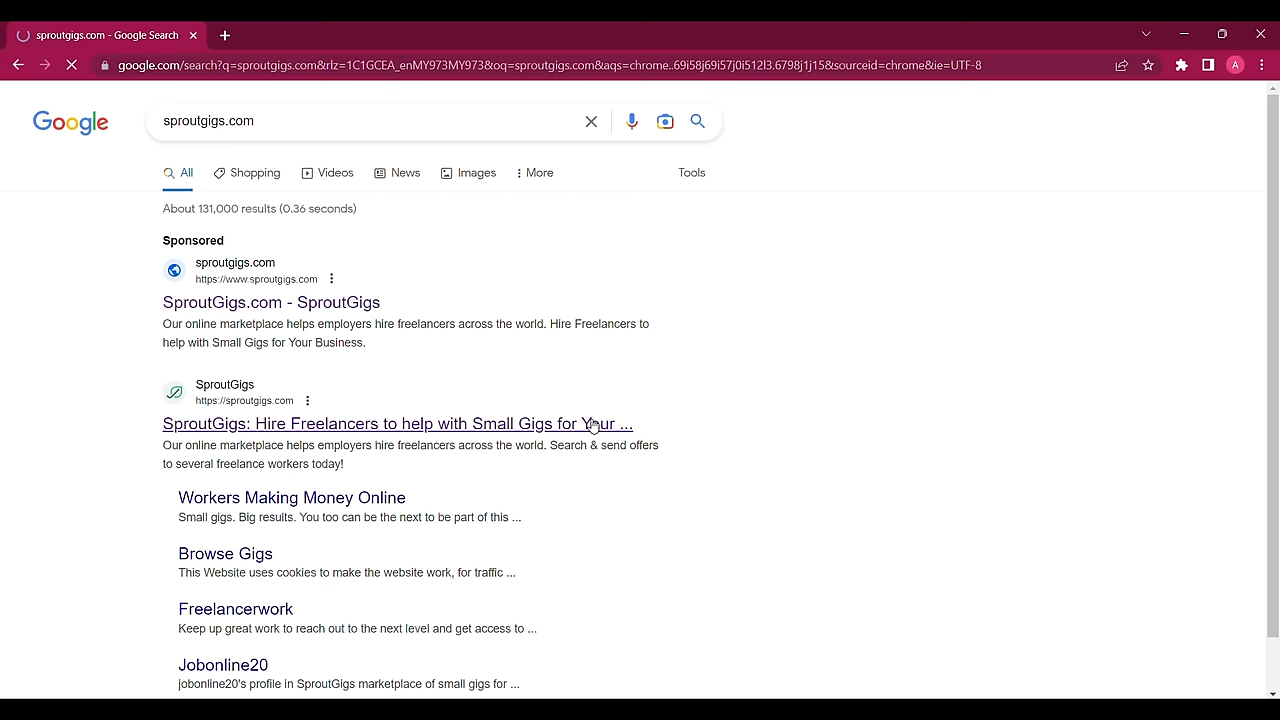 sproutgigs.com - Google Search
google.com/search?q=sproutgigs.com&rlz=1C1GCEA_enMY973MY973&oq=sproutgigs.com&aqs=chrome..69i58j69i57j0i512l3.6798j1j15&sourceid=chrome&ie=UTF-8
A
Google
sproutgigs.com
All
Shopping
Videos
News
Images
More
Tools
About 131,000 results (0.36 seconds)
Sponsored
sproutgigs.com
https://www.sproutgigs.com
SproutGigs.com - SproutGigs
Our online marketplace helps employers hire freelancers across the world. Hire Freelancers to
help with Small Gigs for Your Business.
SproutGigs
https://sproutgigs.com
SproutGigs: Hire Freelancers to help with Small Gigs for Your ...
Our online marketplace helps employers hire freelancers across the world. Search & send offers
to several freelance workers today!
Workers Making Money Online
Small gigs. Big results. You too can be the next to be part of this ...
Browse Gigs
This Website uses cookies to make the website work, for traffic ...
Freelancerwork
Keep up great work to reach out to the next level and get access to ...
Jobonline20
jobonline20's profile in SproutGigs marketplace of small gigs for ...